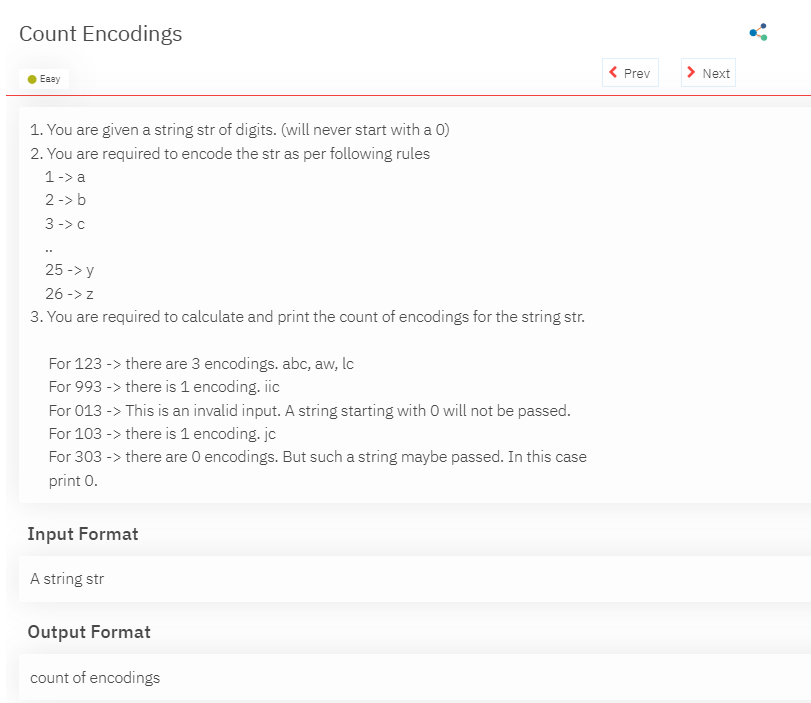 Count Encodings
Easy
Prev
Next
1. You are given a string str of digits. (will never start with a 0)
2. You are required to encode the str as per following rules
1 -> a
2 -> b
3 -> c
..
25 -> y
26 -> z
3. You are required to calculate and print the count of encodings for the string str.
For 123 -> there are 3 encodings. abc, aw, lc
For 993 -> there is 1 encoding. iic
For 013 -> This is an invalid input. A string starting with 0 will not be passed.
For 103 -> there is 1 encoding. jc
For 303 -> there are 0 encodings. But such a string maybe passed. In this case
print 0.
Input Format
A string str
Output Format
count of encodings